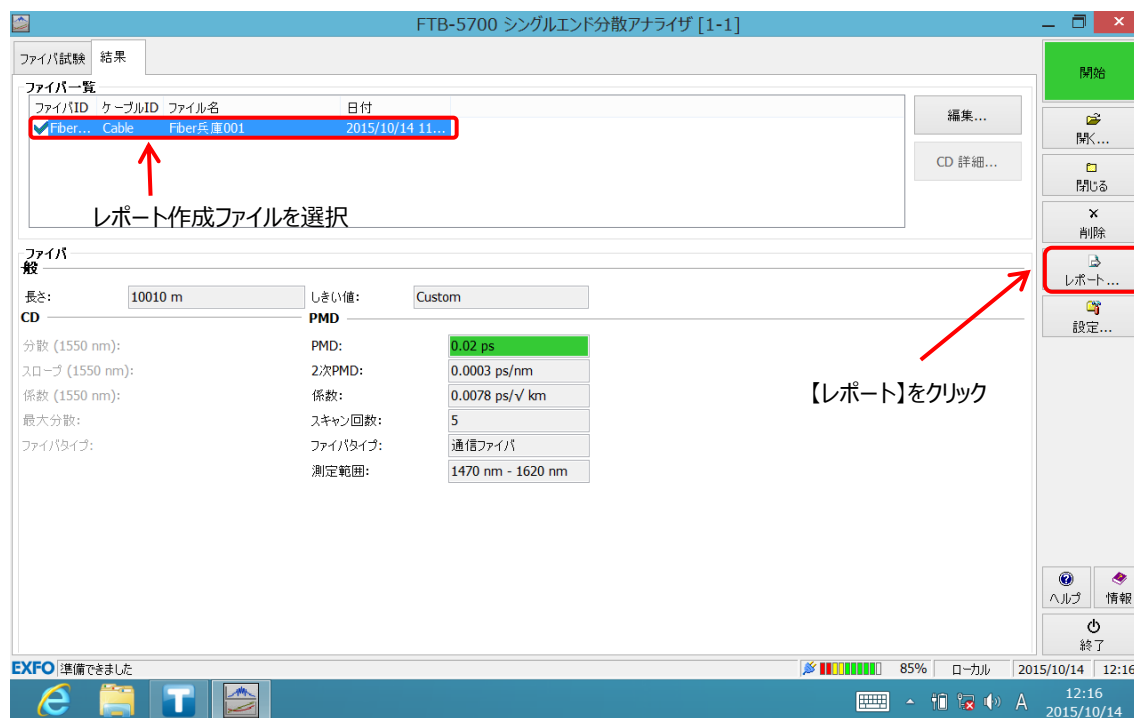 FTB-5700 シングルエンド分散アナライザ [1-1]
ファイバ試験 結果
ファイバ一覧
ファイバID ケーブルID ファイル名 日付
Fiber... Cable Fiber兵庫001 2015/10/14 11...
編集...
CD 詳細...
レポート作成ファイルを選択
ファイバ
一般
長さ: 10010 m しきい値: Custom
CD PMD
分散 (1550 nm): PMD: 0.02 ps
スロープ (1550 nm): 2次PMD: 0.0003 ps/nm
係数 (1550 nm): 係数: 0.0078 ps/√ km
最大分散: スキャン回数: 5
ファイバタイプ: ファイバタイプ: 通信ファイバ
測定範囲: 1470 nm - 1620 nm
【レポート】をクリック
開始
開く...
閉じる
削除
レポート...
設定...
ヘルプ 情報
終了
EXFO 準備できました 85% ローカル 2015/10/14 12:16
T A 12:16
2015/10/14